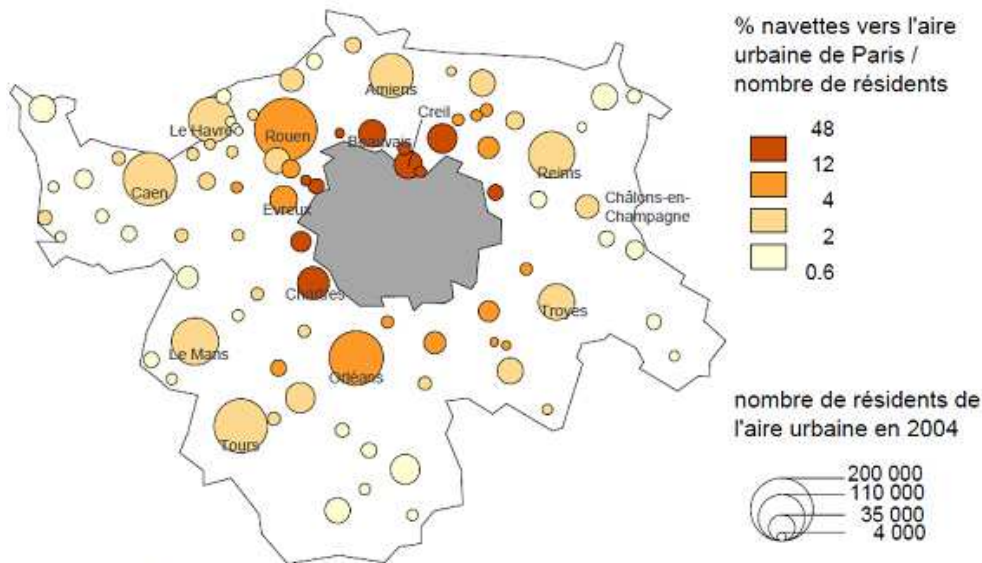 % navettes vers l'aire
urbaine de Paris /
nombre de résidents
48
12
4
2
0.6
Amiens
Creil
Le Havre
Rouen
Beauvais
Reims
Caen
Evreux
Châlons-en-
Champagne
Chartres
Troyes
Le Mans
Orléans
Tours
nombre de résidents de
l'aire urbaine en 2004
200 000
110 000
35 000
4 000